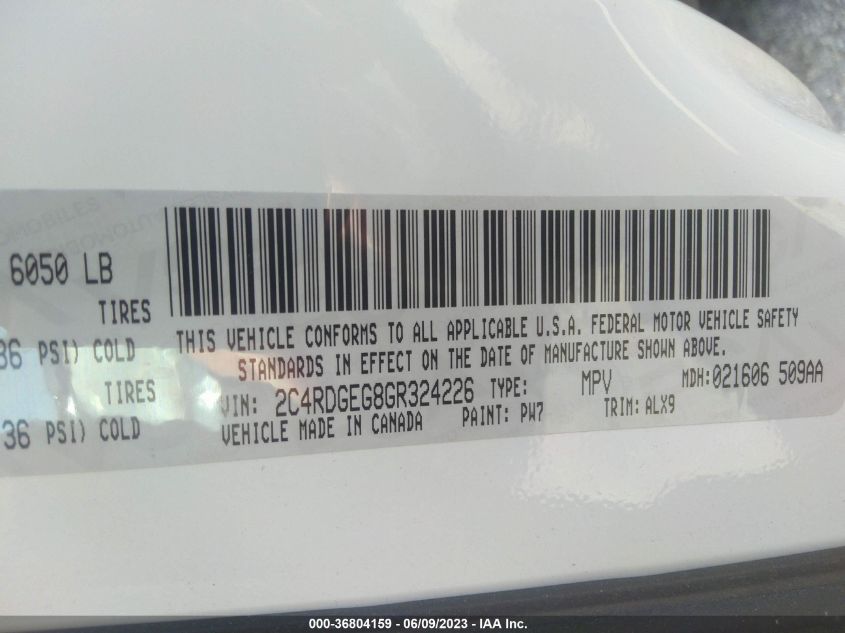 6050 LB
TIRES
36 PSI) COLD
TIRES
36 PSI) COLD
THIS VEHICLE CONFORMS TO ALL APPLICABLE U.S.A. FEDERAL MOTOR VEHICLE SAFETY
STANDARDS IN EFFECT ON THE DATE OF MANUFACTURE SHOWN ABOVE.
VIN: 2C4RDGEG8GR324226 TYPE: MPV MDH:021606 509AA
VEHICLE MADE IN CANADA PAINT: PW7 TRIM: ALX9
000-36804159 - 06/09/2023 - IAA Inc.